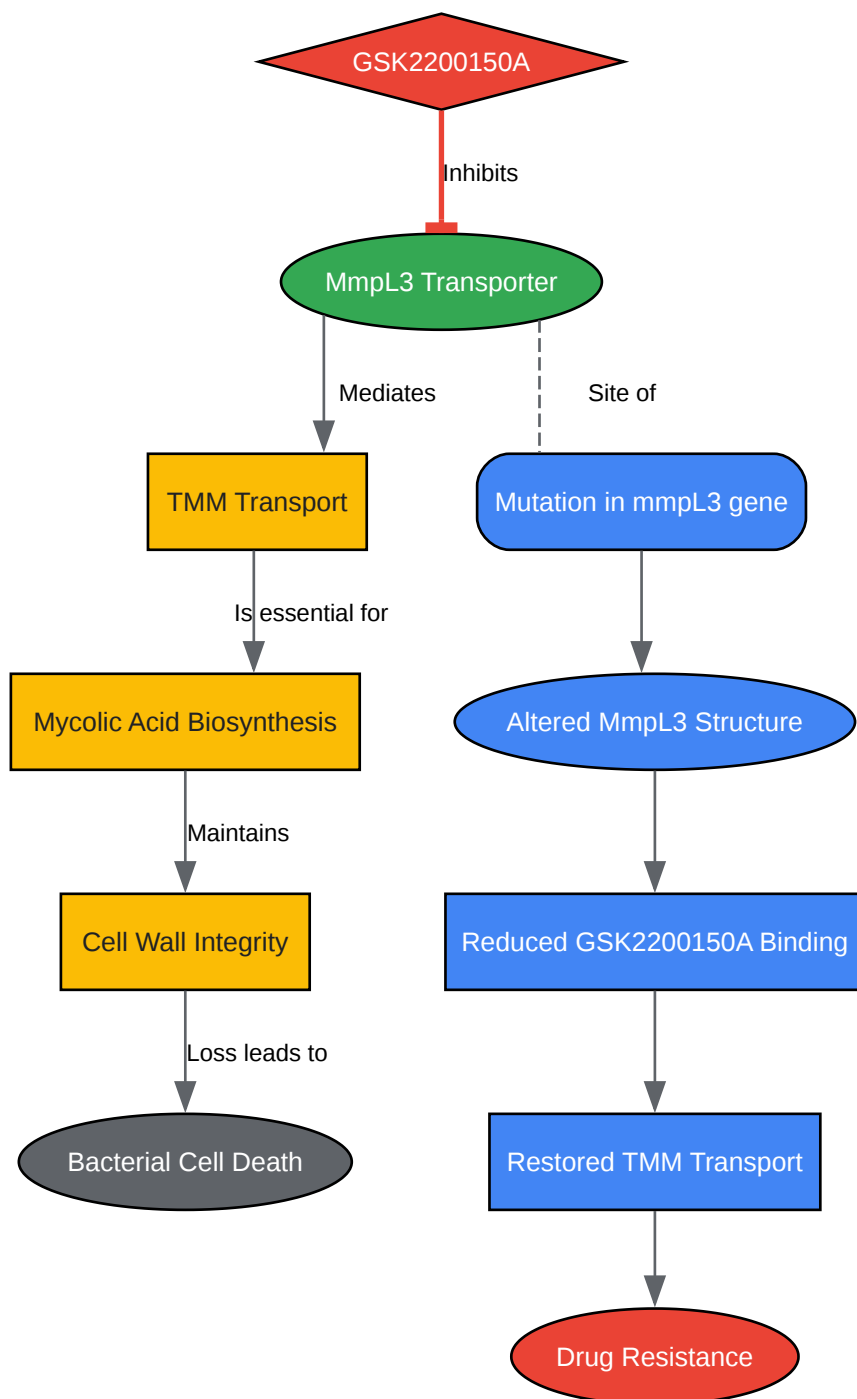 GSK2200150A
Inhibits
MmpL3 Transporter
Mediates
Site of
TMM Transport
Mutation in mmpL3 gene
Is essential for
Mycolic Acid Biosynthesis
Altered MmpL3 Structure
Maintains
Cell Wall Integrity
Reduced GSK2200150A Binding
Loss leads to
Bacterial Cell Death
Restored TMM Transport
Drug Resistance